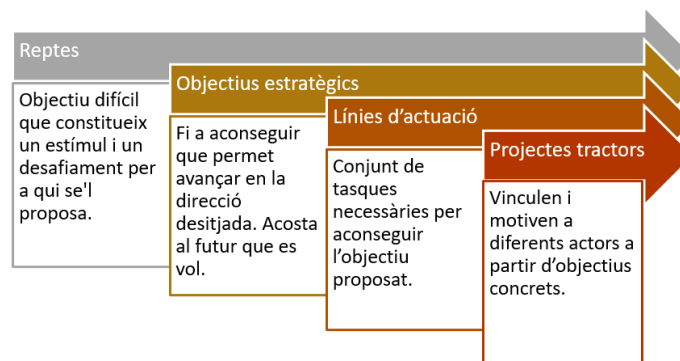 Reptes
Objectiu difícil
que constitueix
un estímul i un
desafiament per
a qui se'l
proposa.
Objectius estratègics
Fi a aconseguir
que permet
avançar en la
direcció
desitjada. Acosta
al futur que es
vol.
Línies d’actuació
Conjunt de
tasques
necessàries per
aconseguir
l’objectiu
proposat.
Projectes tractors
Vinculen i
motiven a
diferents actors a
partir d’objectius
concrets.